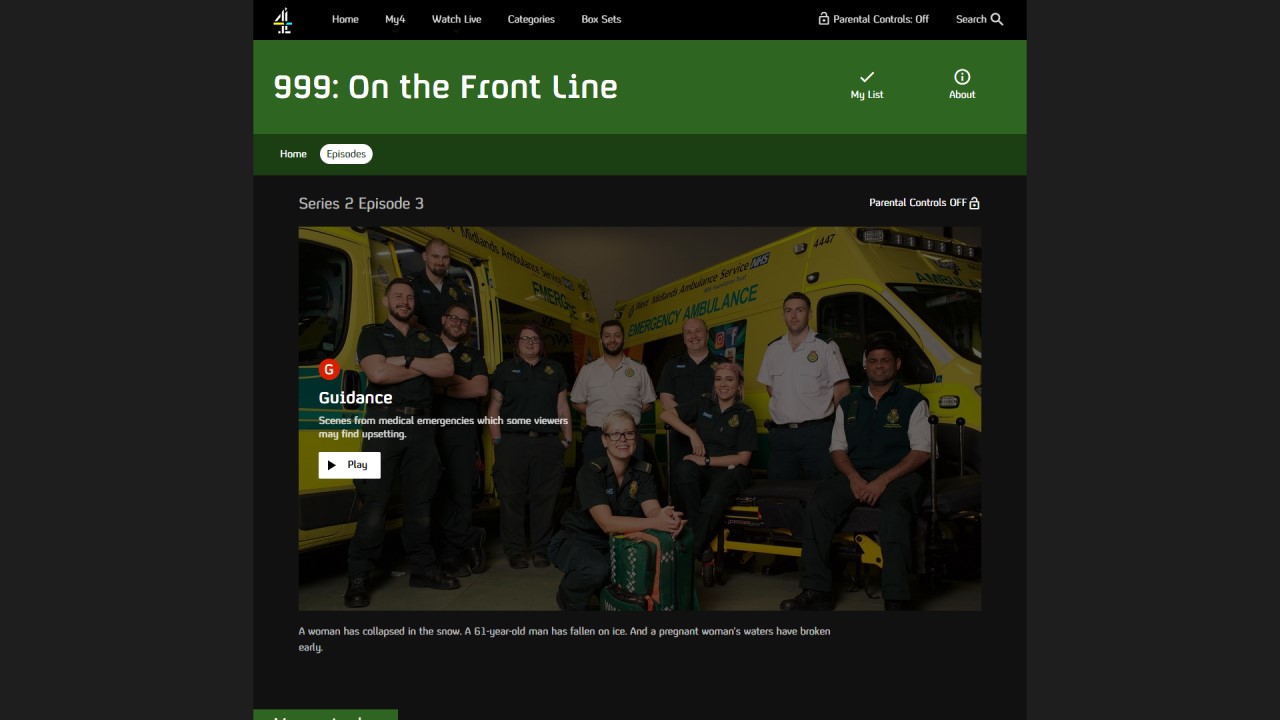 Home My4 Watch Live Categories Box Sets Parental Controls: Off Search
999: On the Front Line
My List About
Home Episodes
Series 2 Episode 3 Parental Controls OFF
4447
Midlands Ambulance Service
West Midlands Ambulance Service NHS
EMERGENCY AMBULANCE
G
Guidance
Scenes from medical emergencies which some viewers
may find upsetting.
Play
A woman has collapsed in the snow. A 61-year-old man has fallen on ice. And a pregnant woman's waters have broken
early.